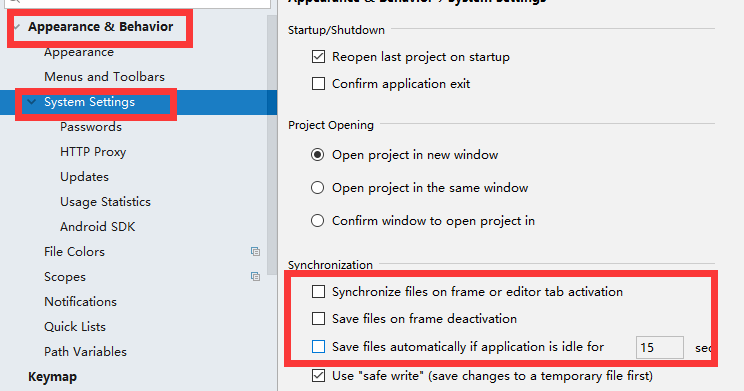 Appearance & Behavior
Appearance
Menus and Toolbars
System Settings
Passwords
HTTP Proxy
Updates
Usage Statistics
Android SDK
File Colors
Scopes
Notifications
Quick Lists
Path Variables
Keymap
Appearance & Behavior › System Settings
Startup/Shutdown
Reopen last project on startup
Confirm application exit
Project Opening
Open project in new window
Open project in the same window
Confirm window to open project in
Synchronization
Synchronize files on frame or editor tab activation
Save files on frame deactivation
Save files automatically if application is idle for 15 sec
Use "safe write" (save changes to a temporary file first)